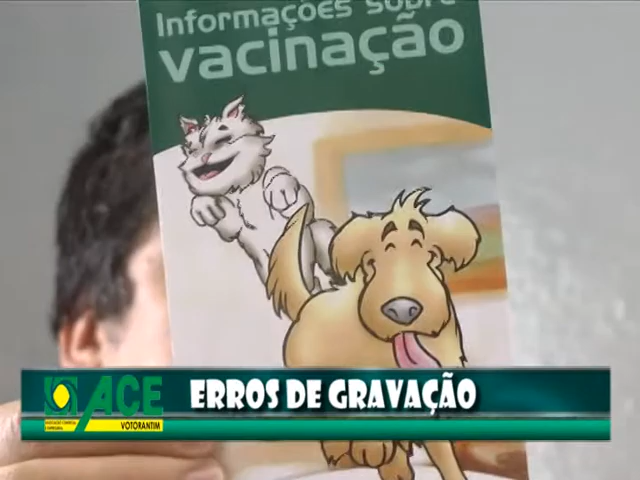 Informações sobre
vacinação
ACE
ERROS DE GRAVAÇÃO
VOTORANTIM